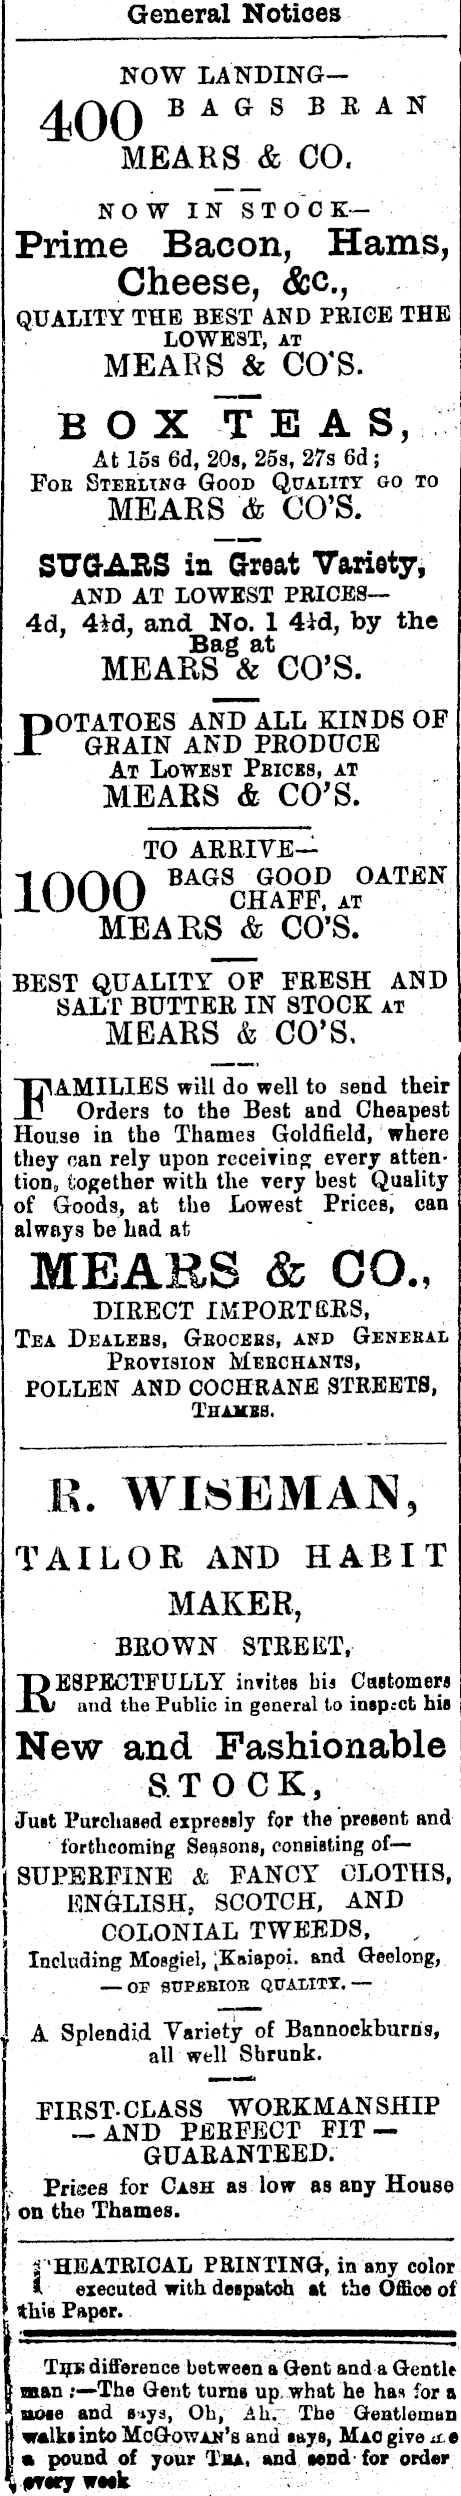 General Notices
NOW LANDING—
400 BAGS BRAN
MEARS & CO.
NOW IN STOCK—
Prime Bacon, Hams,
Cheese, &c.,
QUALITY THE BEST AND PRICE THE
LOWEST, AT
MEARS & CO'S.
BOX TEAS,
At 15s 6d, 20s, 25s, 27s 6d;
FOR STERLING GOOD QUALITY GO TO
MEARS & CO'S.
SUGARS in Great Variety,
AND AT LOWEST PRICES—
4d, 4½d, and No. 1 4½d, by the
Bag at
MEARS & CO'S.
POTATOES AND ALL KINDS OF
GRAIN AND PRODUCE
AT LOWEST PRICES, AT
MEARS & CO'S.
TO ARRIVE—
1000 BAGS GOOD OATEN
CHAFF, AT
MEARS & CO'S.
BEST QUALITY OF FRESH AND
SALT BUTTER IN STOCK AT
MEARS & CO'S.
FAMILIES will do well to send their
Orders to the Best and Cheapest
House in the Thames Goldfield, where
they can rely upon receiving every atten-
tion, together with the very best Quality
of Goods, at the Lowest Prices, can
always be had at
MEARS & CO.,
DIRECT IMPORTERS,
TEA DEALERS, GROCERS, AND GENERAL
PROVISION MERCHANTS,
POLLEN AND COCHRANE STREETS,
THAMES.
R. WISEMAN,
TAILOR AND HABIT
MAKER,
BROWN STREET,
RESPECTFULLY invites his Customers
and the Public in general to inspect his
New and Fashionable
STOCK,
Just Purchased expressly for the present and
forthcoming Seasons, consisting of—
SUPERFINE & FANCY CLOTHS,
ENGLISH, SCOTCH, AND
COLONIAL TWEEDS,
Including Mosgiel, Kaiapoi. and Geelong,
— OF SUPERIOR QUALITY. —
A Splendid Variety of Bannockburns,
all well Shrunk.
FIRST-CLASS WORKMANSHIP
— AND PERFECT FIT —
GUARANTEED.
Prices for CASH as low as any House
on the Thames.
THEATRICAL PRINTING, in any color
executed with despatch at the Office of
this Paper.
THE difference between a Gent and a Gentle
man :—The Gent turns up what he has for a
nose and says, Oh, Ah. The Gentleman
walks into McGOWAN'S and says, MAC give me
a pound of your TEA, and send for order
every week